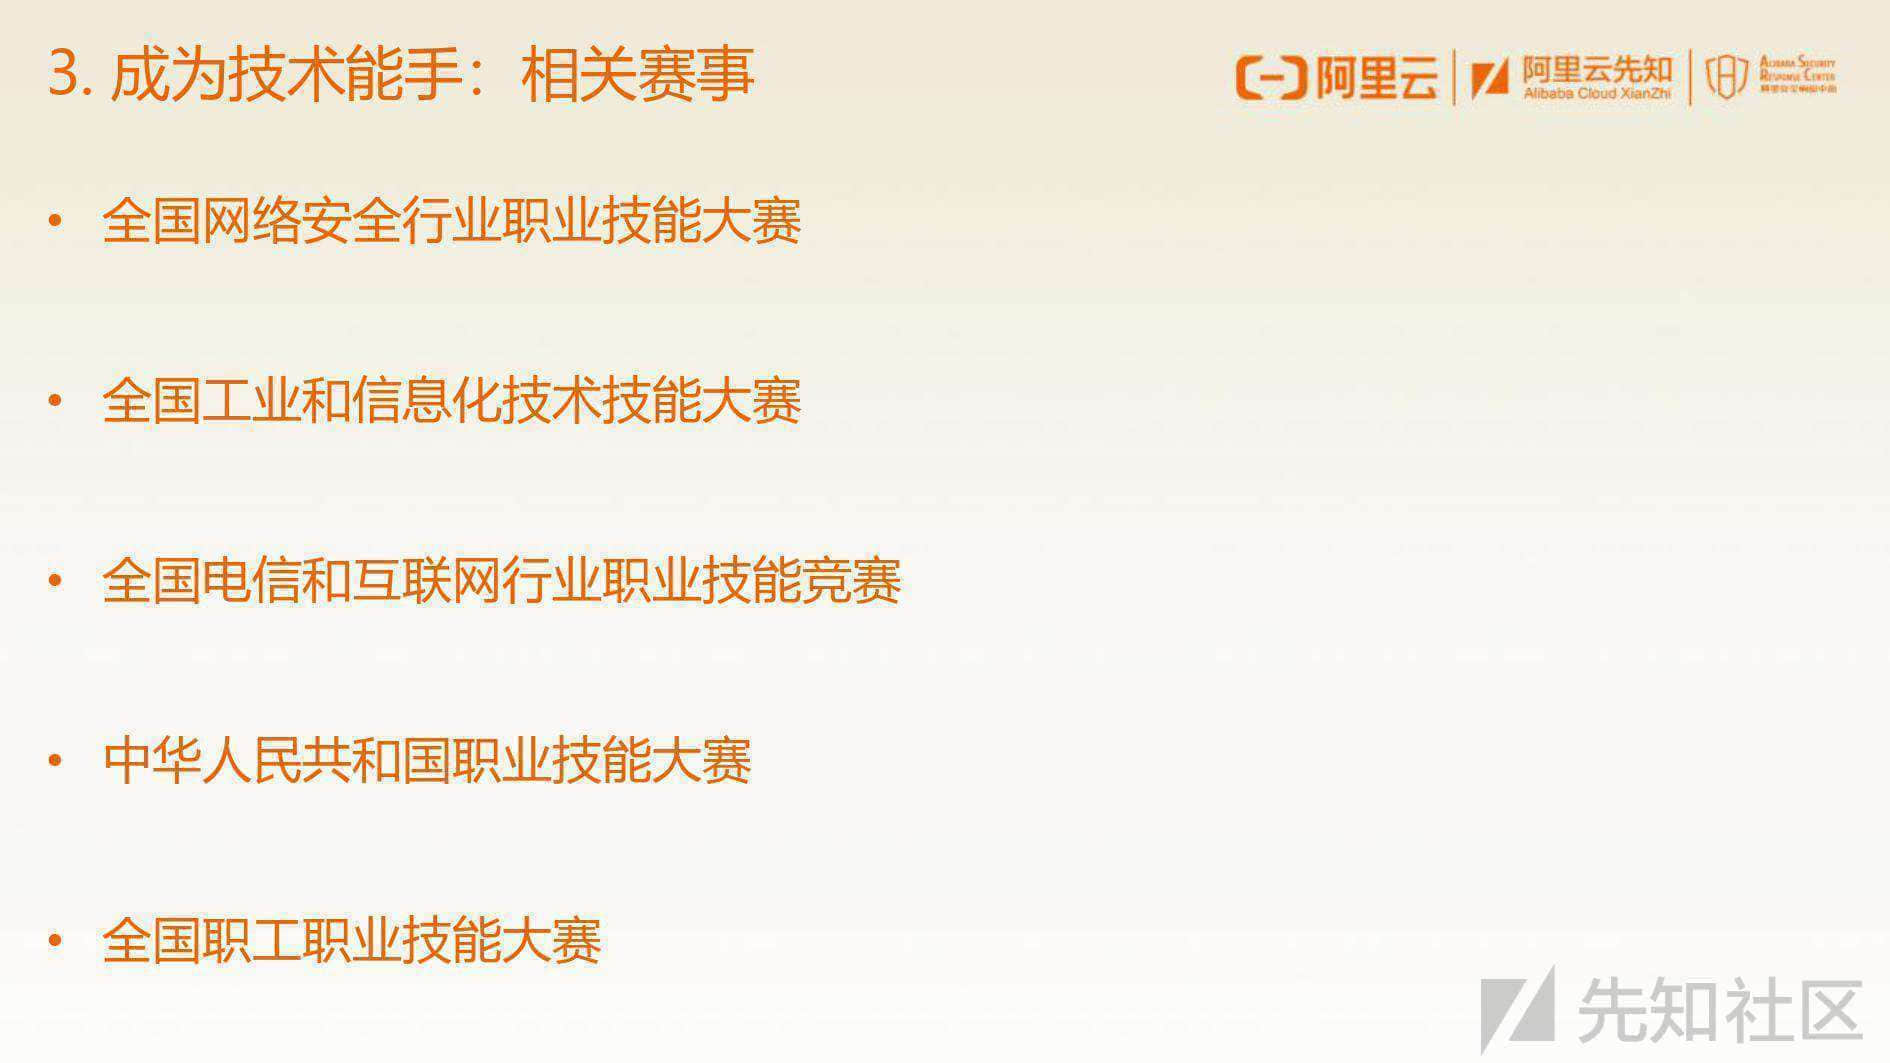 3. 成为技术能手：相关赛事
阿里云
阿里云先知
Alibaba Cloud XianZhi
ALIBABA SECURITY
RESPONSE CENTER
• 全国网络安全行业职业技能大赛
• 全国工业和信息化技术技能大赛
• 全国电信和互联网行业职业技能竞赛
• 中华人民共和国职业技能大赛
• 全国职工职业技能大赛
先知社区